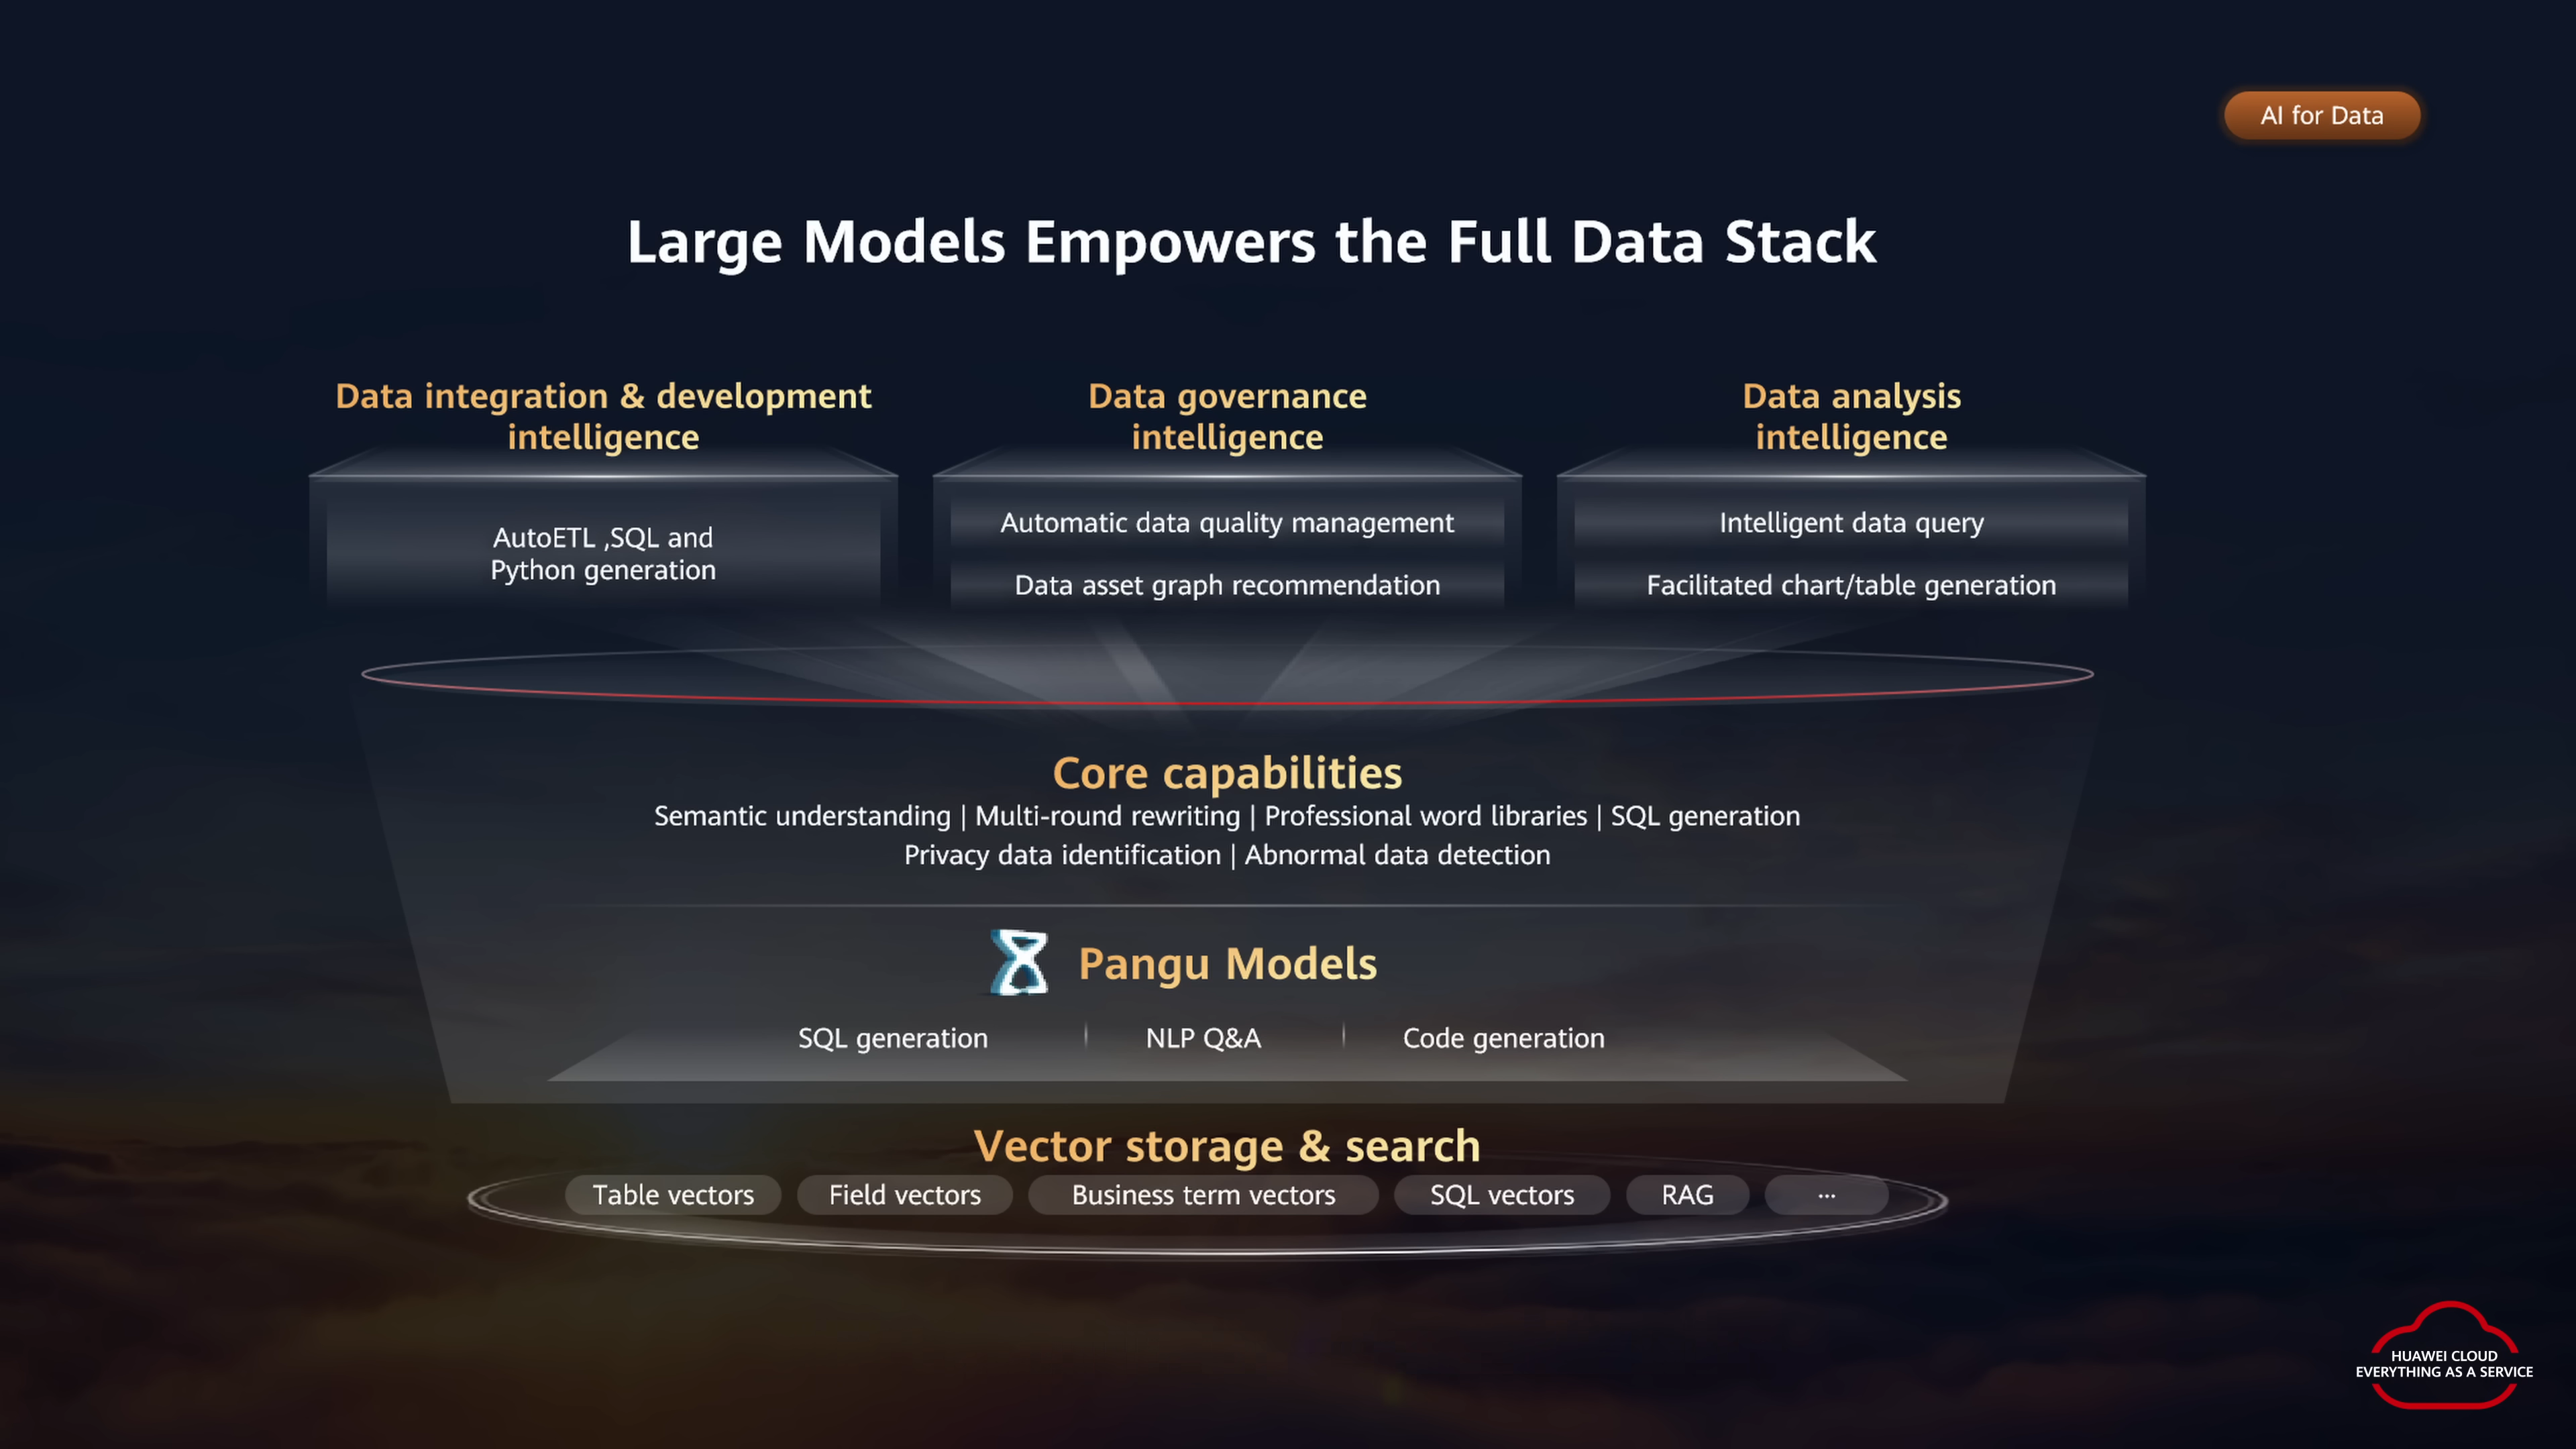 AI for Data
Large Models Empowers the Full Data Stack
Data integration & development
intelligence
AutoETL ,SQL and
Python generation
Data governance
intelligence
Automatic data quality management
Data asset graph recommendation
Data analysis
intelligence
Intelligent data query
Facilitated chart/table generation
Core capabilities
Semantic understanding | Multi-round rewriting | Professional word libraries | SQL generation
Privacy data identification | Abnormal data detection
Pangu Models
SQL generation | NLP Q&A | Code generation
Vector storage & search
Table vectors Field vectors Business term vectors SQL vectors RAG ...
HUAWEI CLOUD
EVERYTHING AS A SERVICE